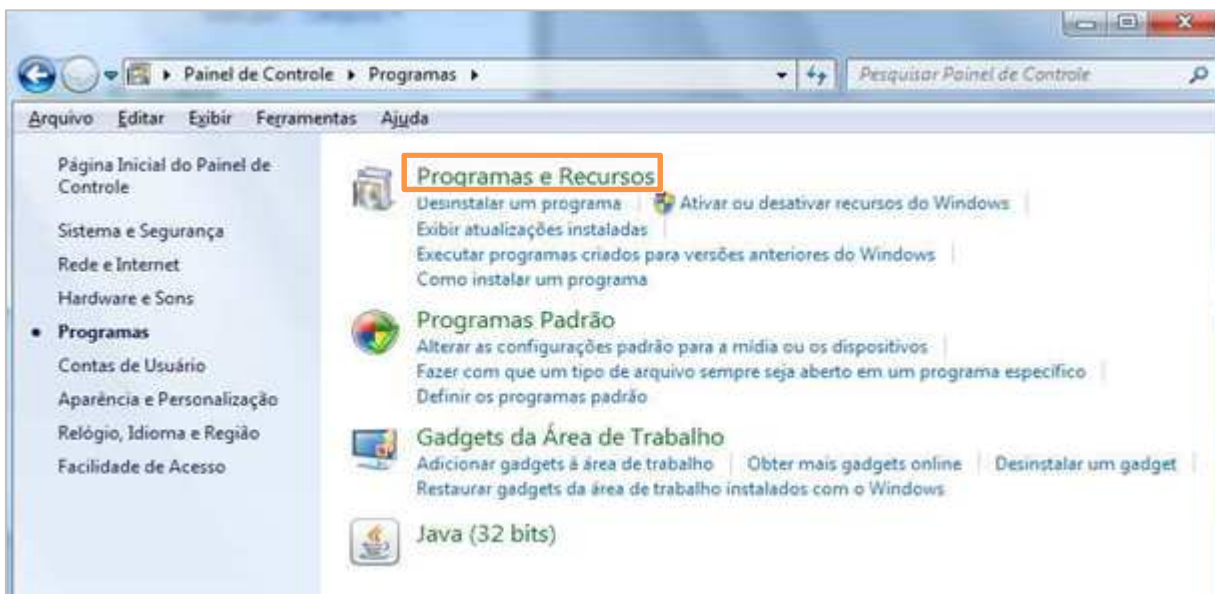 Painel de Controle Programas
Pesquisar Painel de Controle
Arquivo Editar Exibir Ferramentas Ajuda
Página Inicial do Painel de
Controle
Sistema e Segurança
Rede e Internet
Hardware e Sons
Programas
Contas de Usuário
Aparência e Personalização
Relógio, Idioma e Região
Facilidade de Acesso
Programas e Recursos
Desinstalar um programa Ativar ou desativar recursos do Windows
Exibir atualizações instaladas
Executar programas criados para versões anteriores do Windows
Como instalar um programa
Programas Padrão
Alterar as configurações padrão para a mídia ou os dispositivos
Fazer com que um tipo de arquivo sempre seja aberto em um programa específico
Definir os programas padrão
Gadgets da Área de Trabalho
Adicionar gadgets à área de trabalho Obter mais gadgets online Desinstalar um gadget
Restaurar gadgets da área de trabalho instalados com o Windows
Java (32 bits)